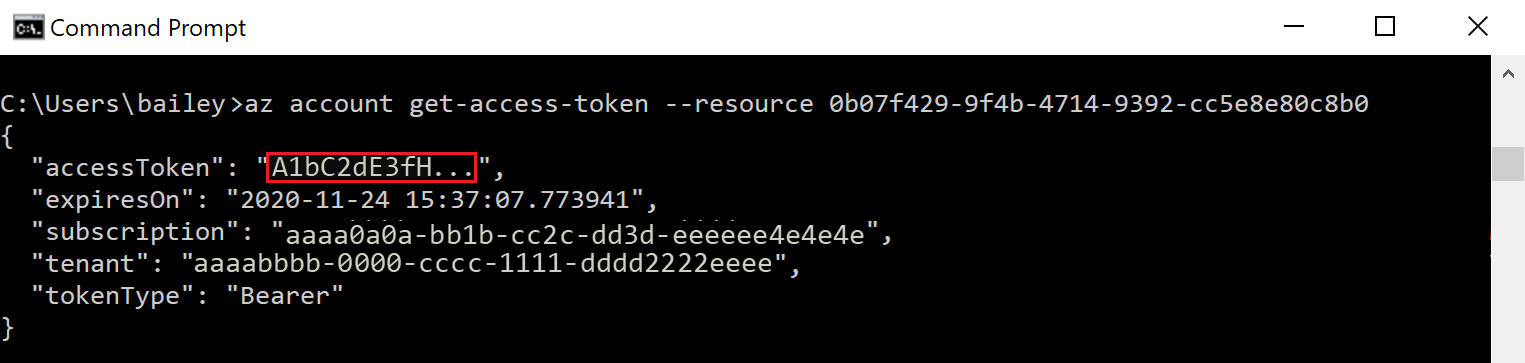 Command Prompt
C:\Users\bailey>az account get-access-token --resource 0b07f429-9f4b-4714-9392-cc5e8e80c8b0
{
  "accessToken": "A1bC2dE3fH...",
  "expiresOn": "2020-11-24 15:37:07.773941",
  "subscription": "aaaa0a0a-bb1b-cc2c-dd3d-eeeeee4e4e4e",
  "tenant": "aaaabbbb-0000-cccc-1111-dddd2222eeee",
  "tokenType": "Bearer"
}